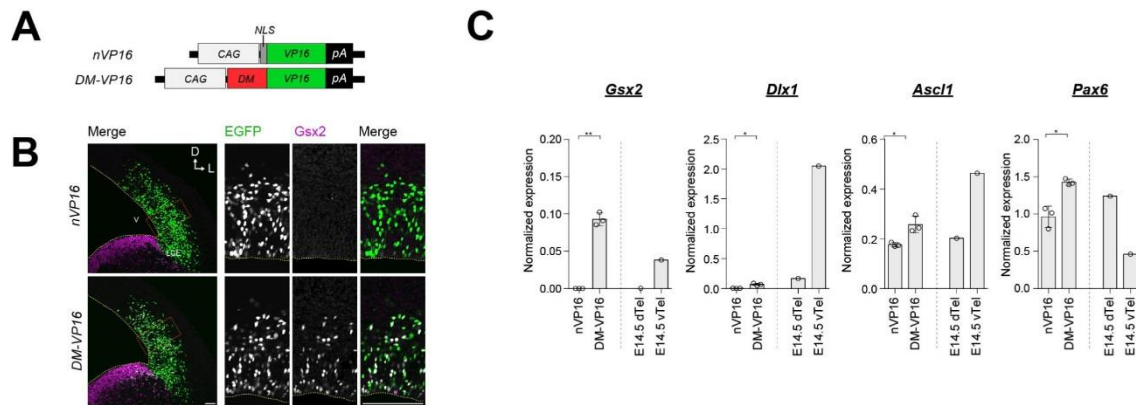 A
NLS
nVP16 CAG VP16 pA
DM-VP16 CAG DM VP16 pA
B
Merge EGFP Gsx2 Merge
D
L
V
LGE
nVP16
DM-VP16
C
Gsx2
**
Normalized expression
0.20
0.15
0.10
0.05
0.00
nVP16
DM-VP16
E14.5 dTel
E14.5 vTel
Dlx1
*
Normalized expression
2.5
2.0
1.5
1.0
0.5
0.0
nVP16
DM-VP16
E14.5 dTel
E14.5 vTel
Ascl1
*
Normalized expression
0.6
0.4
0.2
0.0
nVP16
DM-VP16
E14.5 dTel
E14.5 vTel
Pax6
*
Normalized expression
2.0
1.5
1.0
0.5
0.0
nVP16
DM-VP16
E14.5 dTel
E14.5 vTel